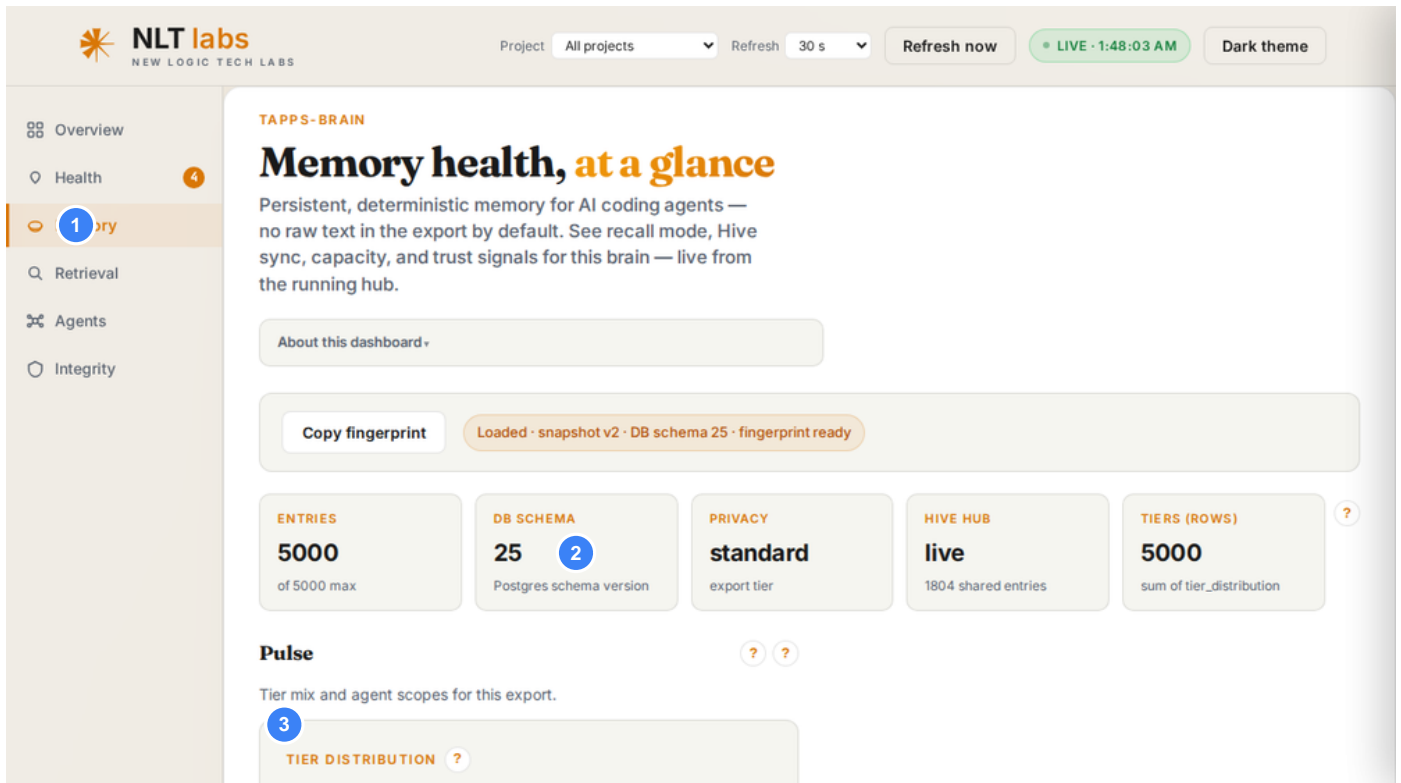 NLT labs
NEW LOGIC TECH LABS
Project All projects Refresh 30 s Refresh now LIVE · 1:48:03 AM Dark theme
Overview
Health 4
1 ory
Retrieval
Agents
Integrity
TAPPS-BRAIN
Memory health, at a glance
Persistent, deterministic memory for AI coding agents —
no raw text in the export by default. See recall mode, Hive
sync, capacity, and trust signals for this brain — live from
the running hub.
About this dashboard ▾
Copy fingerprint Loaded · snapshot v2 · DB schema 25 · fingerprint ready
ENTRIES
5000
of 5000 max
DB SCHEMA
25 2
Postgres schema version
PRIVACY
standard
export tier
HIVE HUB
live
1804 shared entries
TIERS (ROWS)
5000
sum of tier_distribution
?
Pulse ? ?
Tier mix and agent scopes for this export.
3
TIER DISTRIBUTION ?